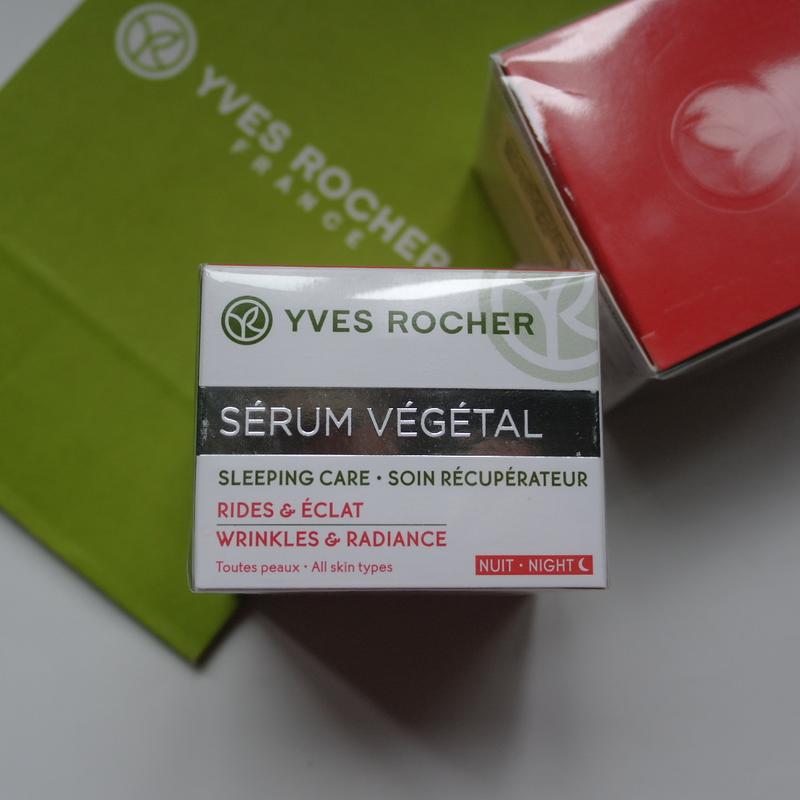 YVES ROCHER
FRANCE
YVES ROCHER
SÉRUM VÉGÉTAL
SLEEPING CARE • SOIN RÉCUPÉRATEUR
RIDES & ÉCLAT
WRINKLES & RADIANCE
Toutes peaux • All skin types
NUIT • NIGHT